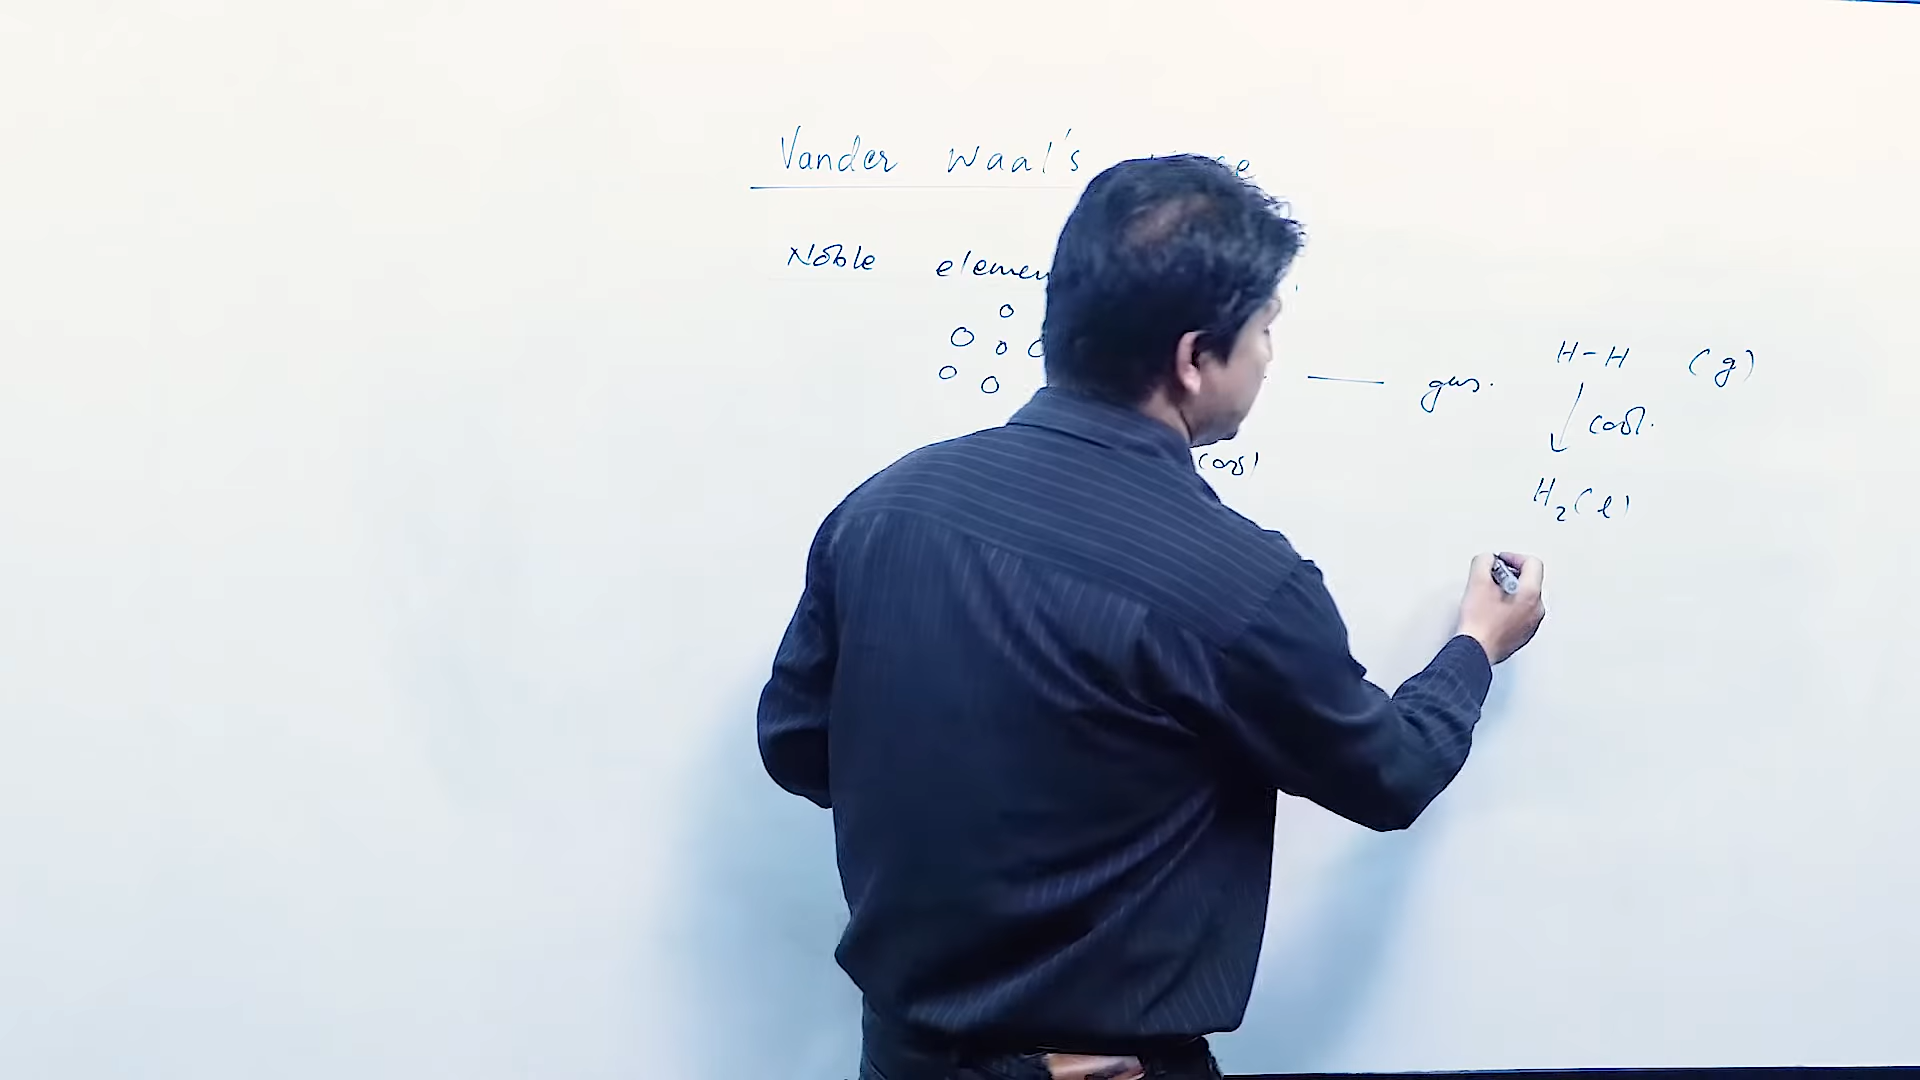 Vander Waal's
Noble elemen
gas.
H-H (g)
cool.
cool
H2(l)